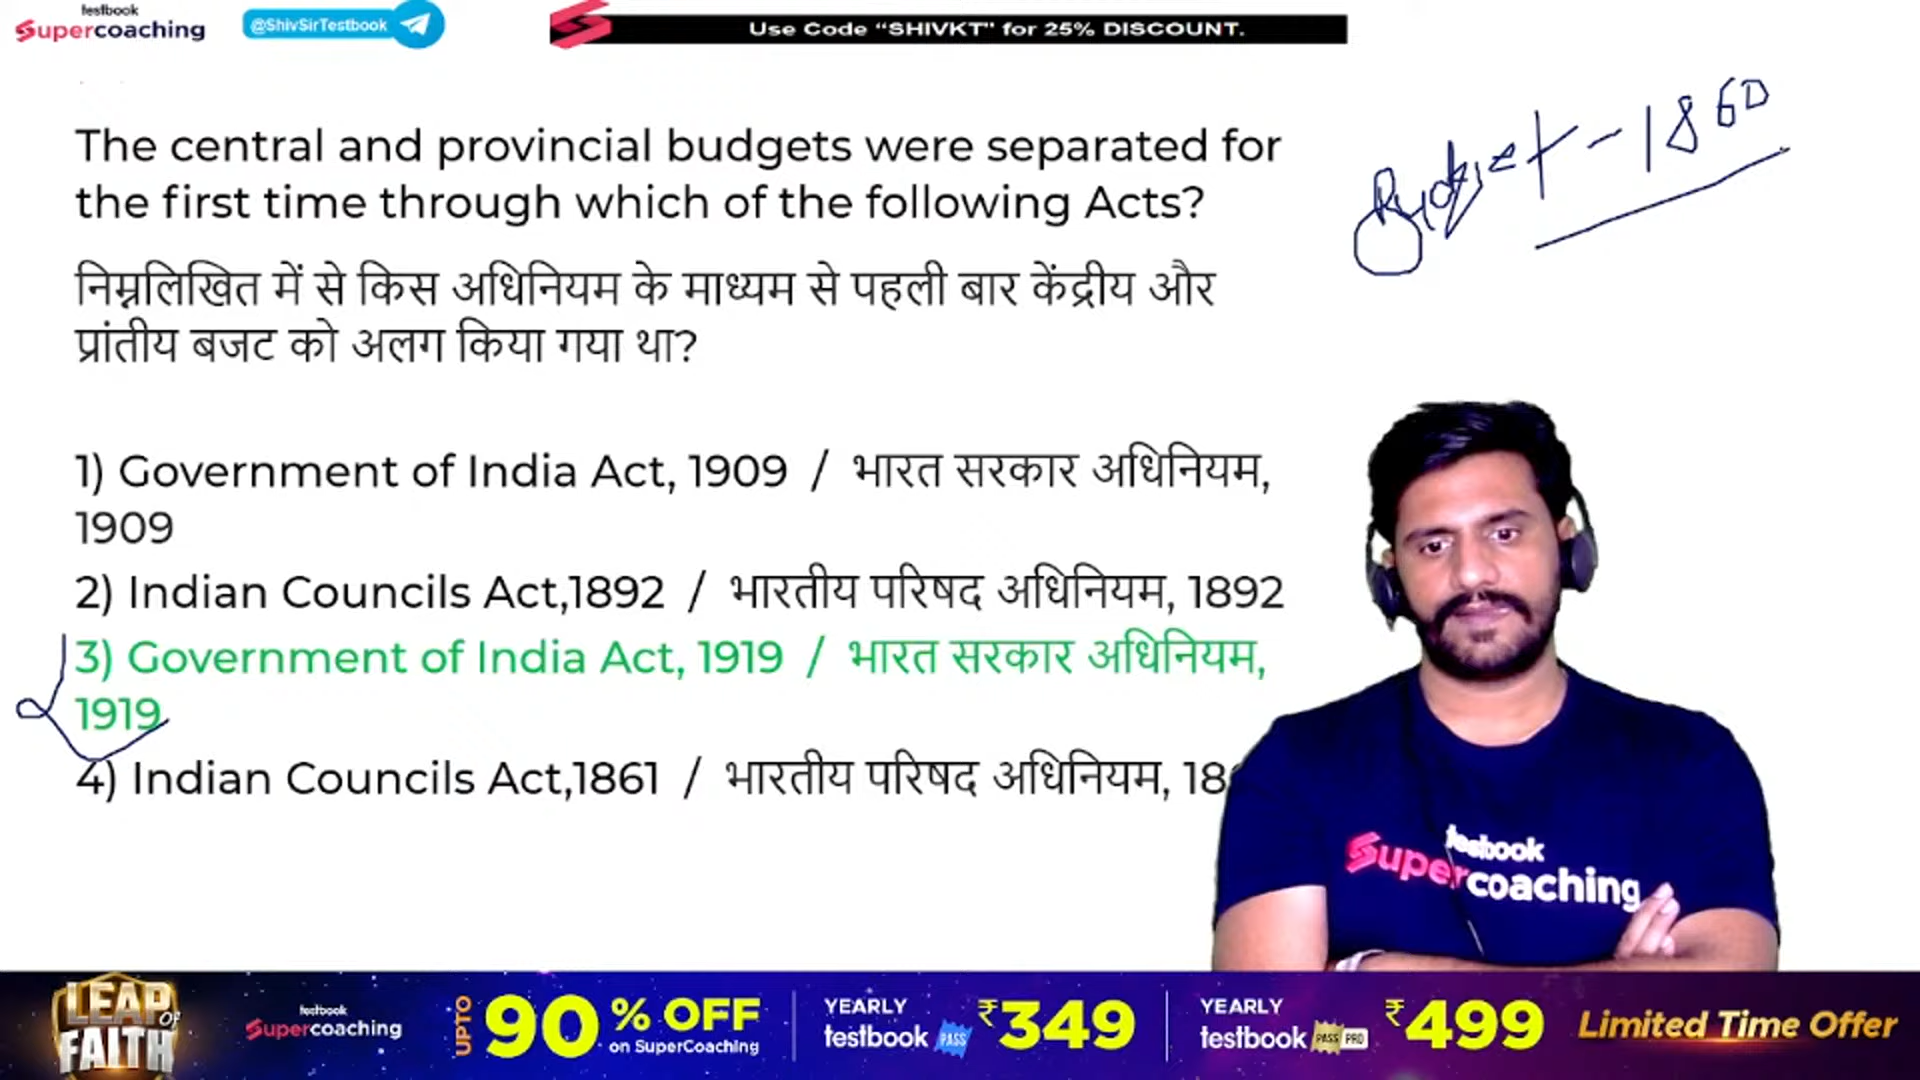 testbook
Supercoaching
@ShivSirTestbook
Use Code “SHIVKT” for 25% DISCOUNT.
Budget - 1860
The central and provincial budgets were separated for
the first time through which of the following Acts?
निम्नलिखित में से किस अधिनियम के माध्यम से पहली बार केंद्रीय और
प्रांतीय बजट को अलग किया गया था?
1) Government of India Act, 1909 / भारत सरकार अधिनियम,
1909
2) Indian Councils Act,1892 / भारतीय परिषद अधिनियम, 1892
3) Government of India Act, 1919 / भारत सरकार अधिनियम,
1919
4) Indian Councils Act,1861 / भारतीय परिषद अधिनियम, 18
testbook
Supercoaching
LEAP OF
FAITH
testbook
Supercoaching
UPTO 90% OFF
on SuperCoaching
YEARLY
testbook PASS
₹349
YEARLY
testbook PASS PRO
₹499
Limited Time Offer